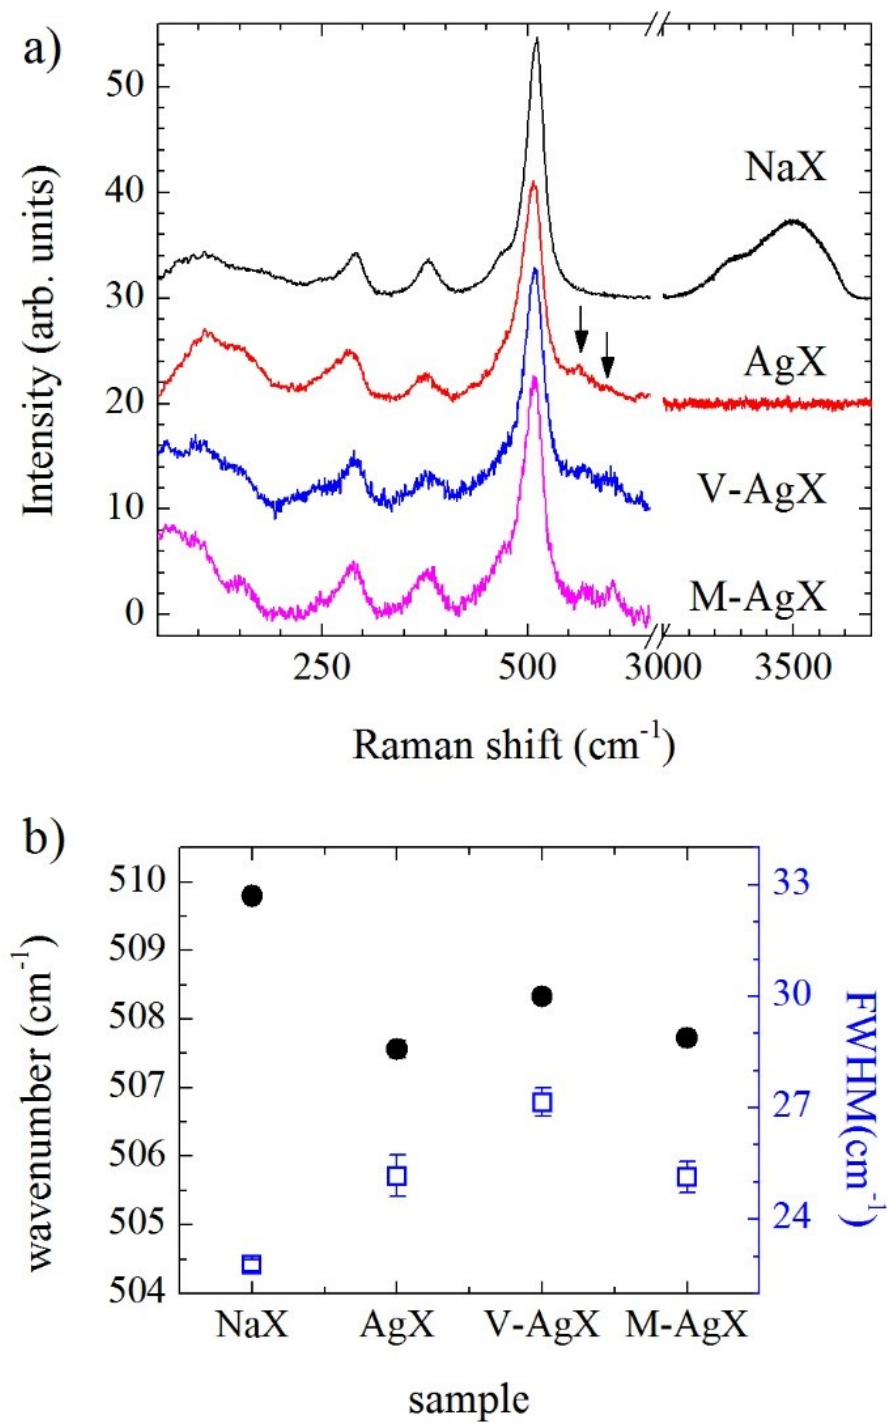 a)
50
40
30
20
10
0
Intensity (arb. units)
NaX
AgX
V-AgX
M-AgX
250 500 3000 3500
Raman shift (cm-1)
b)
510
509
508
507
506
505
504
wavenumber (cm-1)
33
30
27
24
FWHM(cm-1)
NaX AgX V-AgX M-AgX
sample